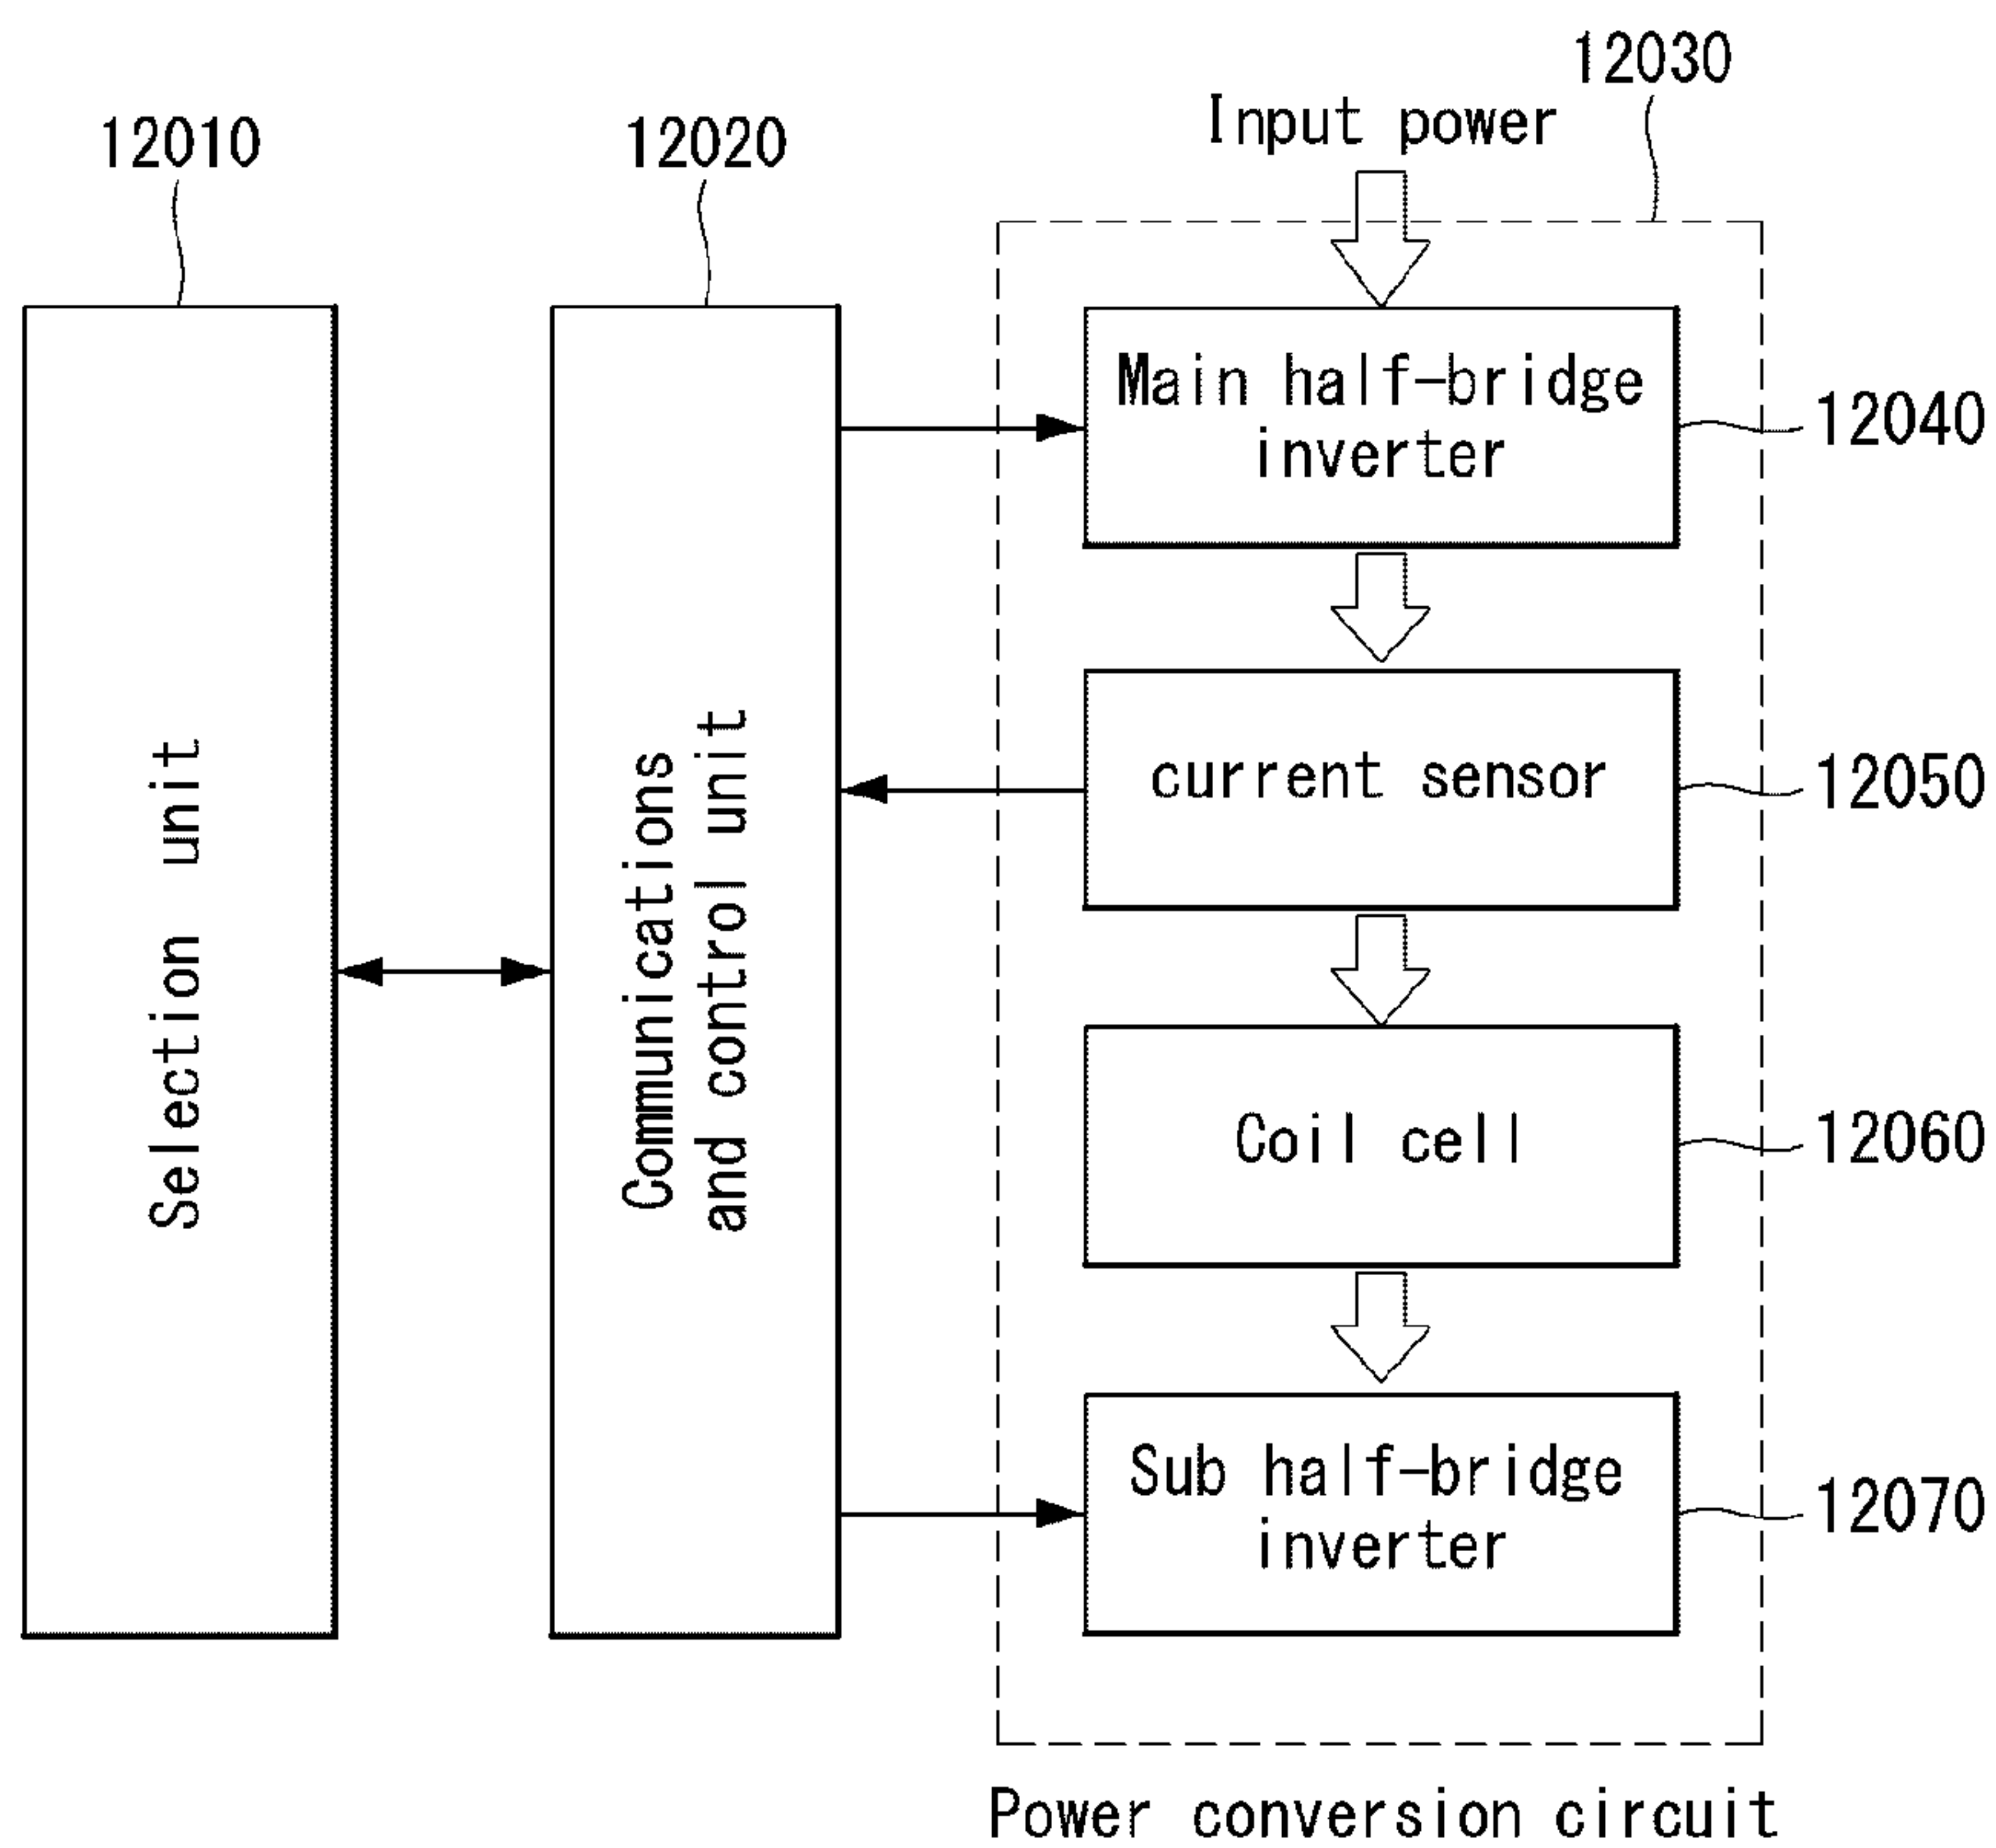 12030
Input power
12010
12020
Main half-bridge
inverter
12040
current sensor
12050
Selection unit
Communications
and control unit
Coil cell
12060
Sub half-bridge
inverter
12070
Power conversion circuit